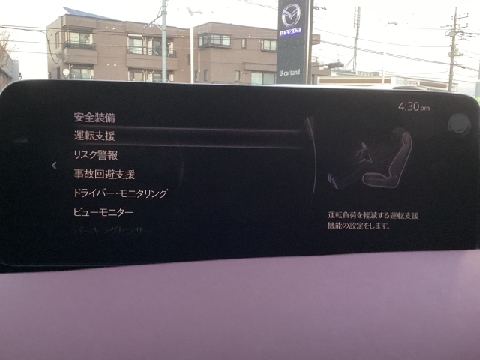 mazda
4:30 pm
安全装備
運転支援
リスク警報
事故回避支援
ドライバー・モニタリング
ビューモニター
運転負荷を軽減する運転支援
機能の設定をします。